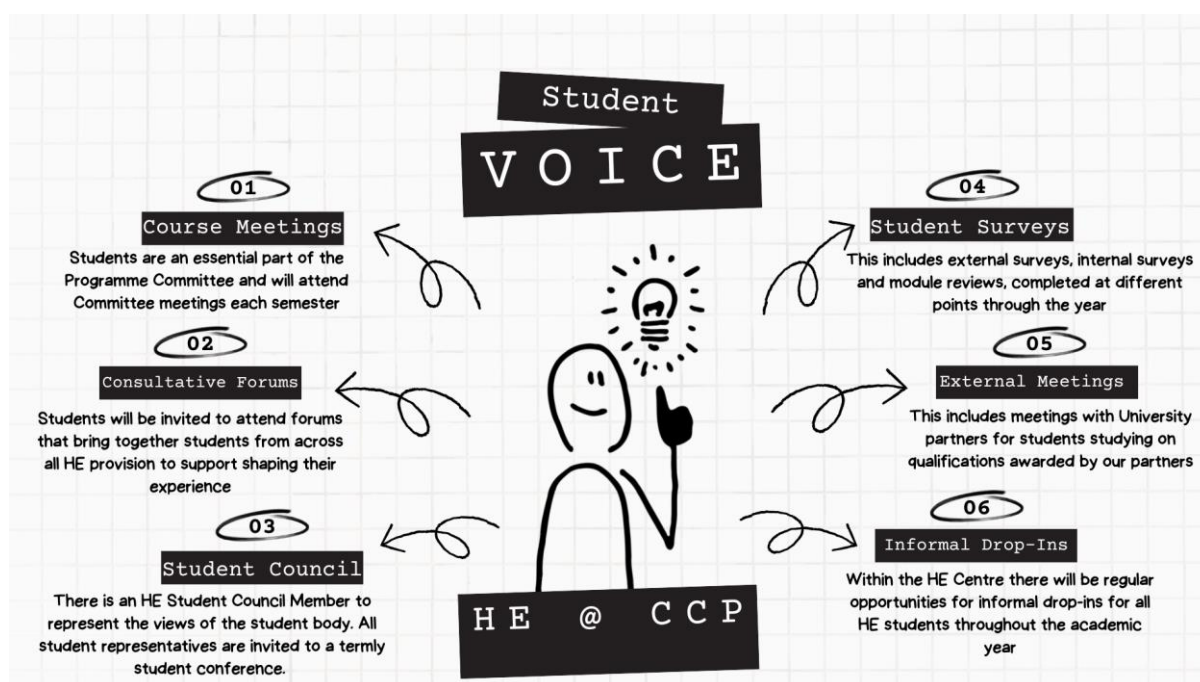 Student
VOICE
01
Course Meetings
Students are an essential part of the
Programme Committee and will attend
Committee meetings each semester
02
Consultative Forums
Students will be invited to attend forums
that bring together students from across
all HE provision to support shaping their
experience
03
Student Council
There is an HE Student Council Member to
represent the views of the student body. All
student representatives are invited to a termly
student conference.
04
Student Surveys
This includes external surveys, internal surveys
and module reviews, completed at different
points through the year
05
External Meetings
This includes meetings with University
partners for students studying on
qualifications awarded by our partners
06
Informal Drop-Ins
Within the HE Centre there will be regular
opportunities for informal drop-ins for all
HE students throughout the academic
year
HE @ CCP